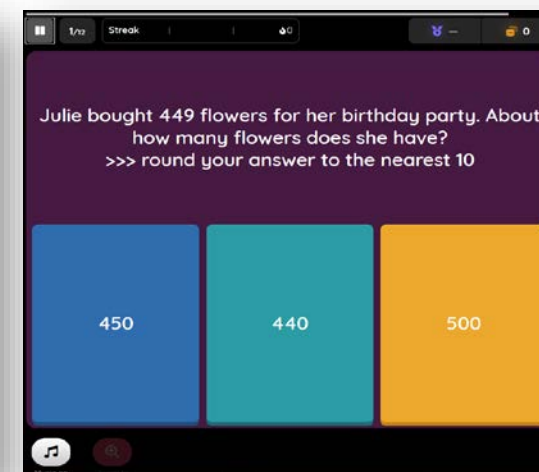 1/12 Streak 0 — 0
Julie bought 449 flowers for her birthday party. About
how many flowers does she have?
>>> round your answer to the nearest 10
450 440 500